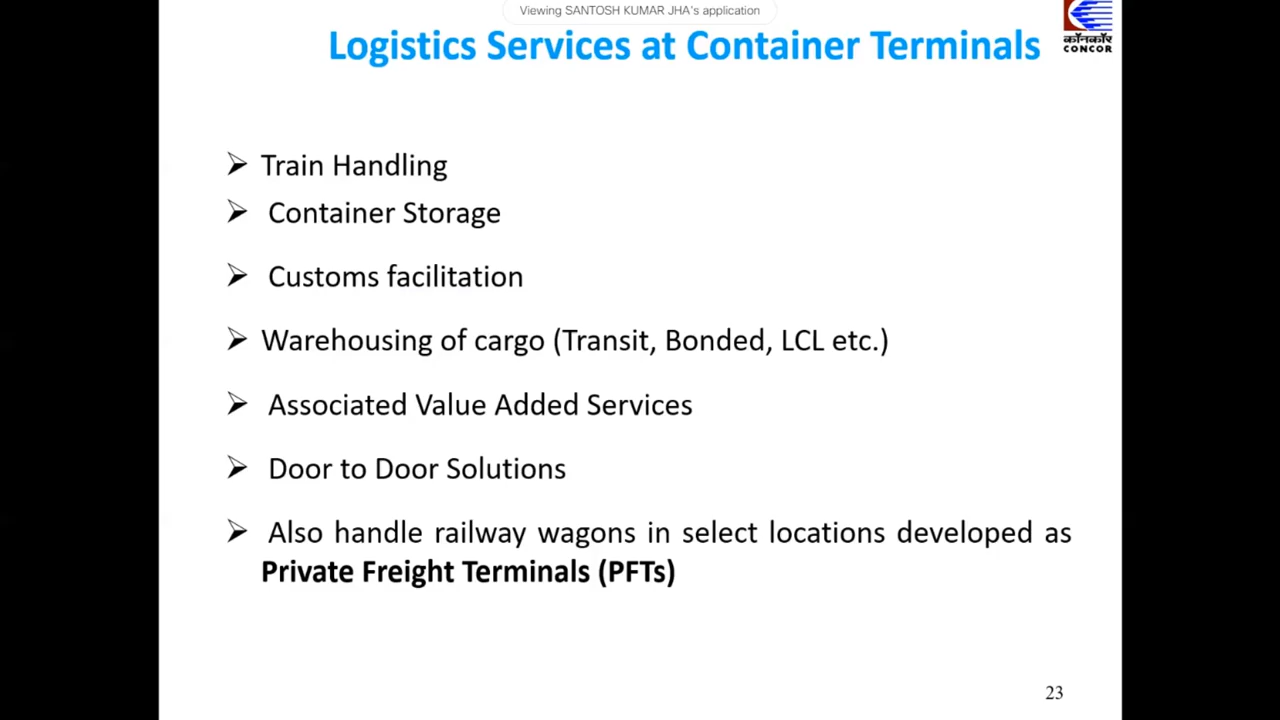 Viewing SANTOSH KUMAR JHA's application
Logistics Services at Container Terminals
कॉनकॉर
CONCOR
➢ Train Handling
➢ Container Storage
➢ Customs facilitation
➢ Warehousing of cargo (Transit, Bonded, LCL etc.)
➢ Associated Value Added Services
➢ Door to Door Solutions
➢ Also handle railway wagons in select locations developed as
Private Freight Terminals (PFTs)
23